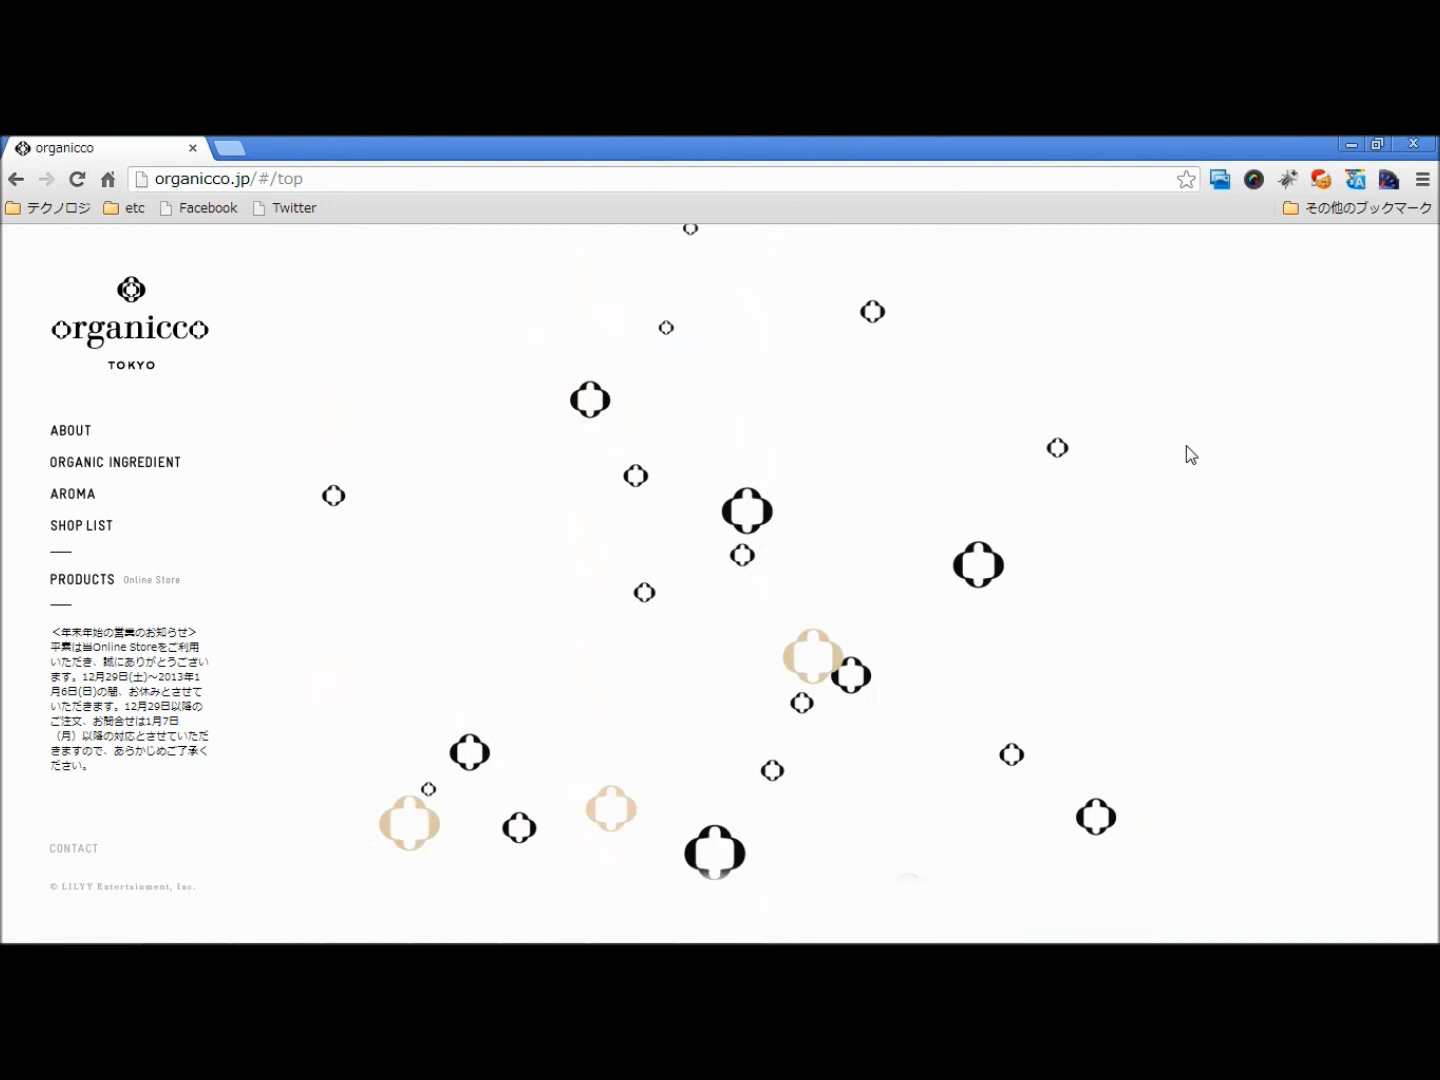 organicco
organicco.jp/#/top
テクノロジ etc Facebook Twitter その他のブックマーク
organicco
TOKYO
ABOUT
ORGANIC INGREDIENT
AROMA
SHOP LIST
PRODUCTS Online Store
＜年末年始の営業のお知らせ＞
平素は当Online Storeをご利用
いただき、誠にありがとうござい
ます。12月29日(土)～2013年1
月6日(日)の間、お休みとさせて
いただきます。12月29日以降の
ご注文、お問合せは1月7日
（月）以降の対応とさせていただ
きますので、あらかじめご了承く
ださい。
CONTACT
© LILYY Entertainment, Inc.